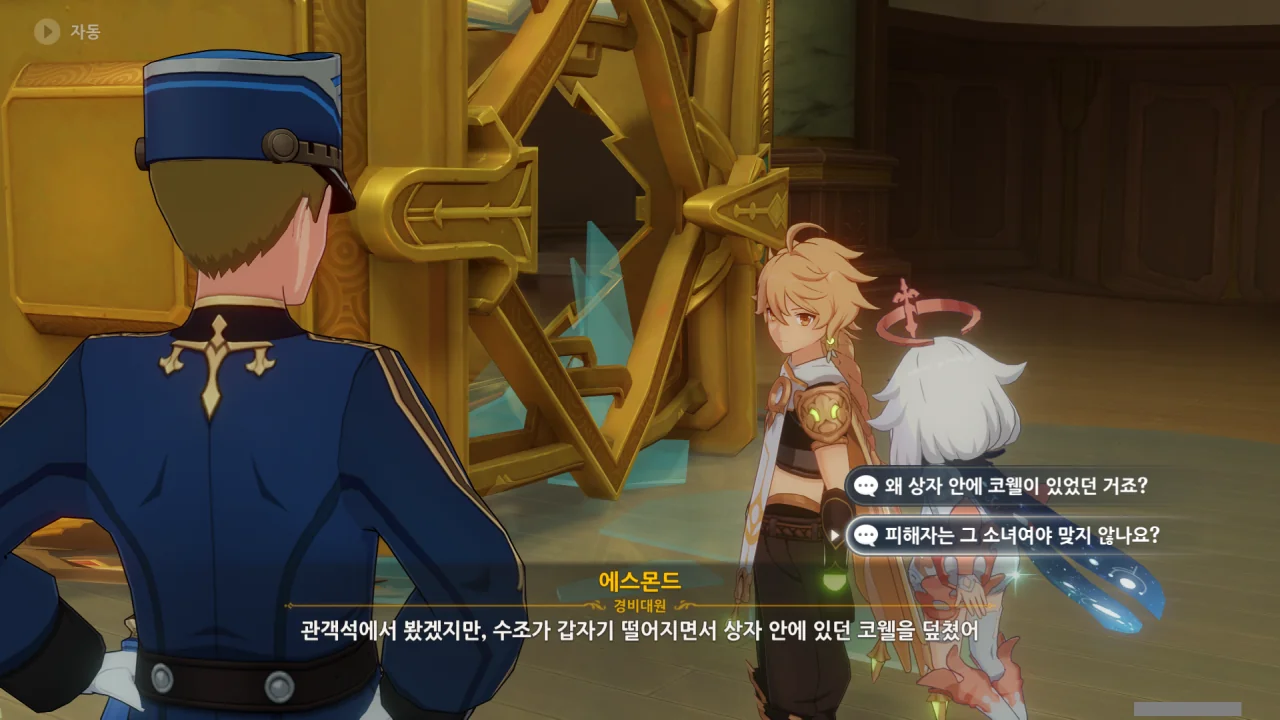 자동
왜 상자 안에 코웰이 있었던 거죠?
피해자는 그 소녀여야 맞지 않나요?
에스몬드
경비대원
관객석에서 봤겠지만, 수조가 갑자기 떨어지면서 상자 안에 있던 코웰을 덮쳤어